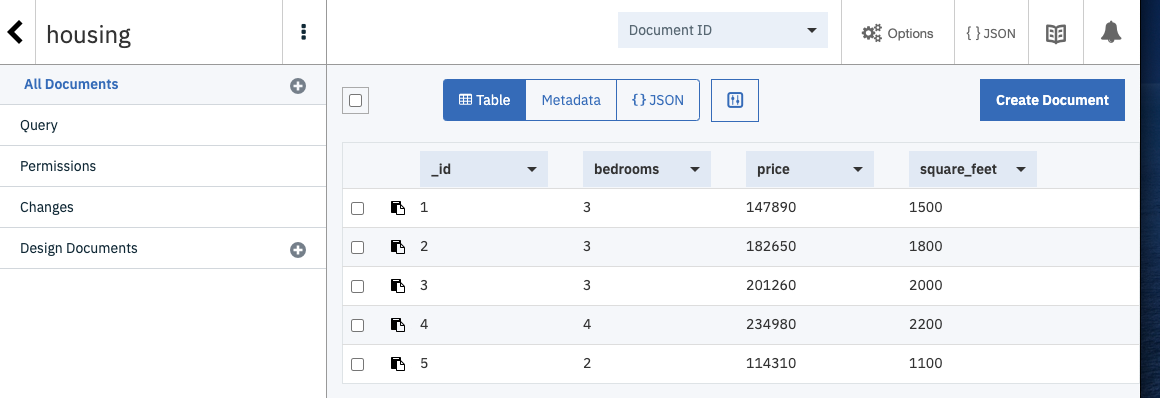 housing
Document ID
Options
{ } JSON
All Documents
Query
Permissions
Changes
Design Documents
Table
Metadata
{ } JSON
Create Document
_id bedrooms price square_feet
1 3 147890 1500
2 3 182650 1800
3 3 201260 2000
4 4 234980 2200
5 2 114310 1100